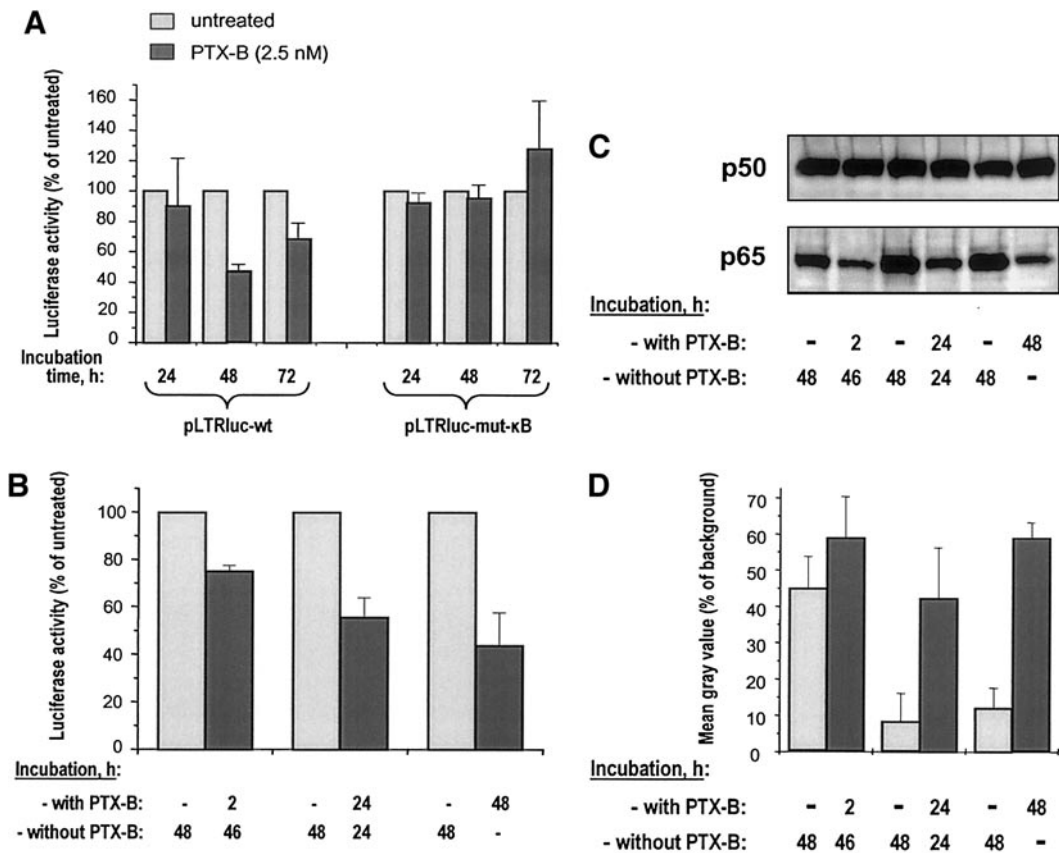 A
untreated
PTX-B (2.5 nM)
Luciferase activity (% of untreated)
160
140
120
100
80
60
40
20
0
Incubation
time, h:
24 48 72 24 48 72
pLTRluc-wt pLTRluc-mut-κB
B
Luciferase activity (% of untreated)
100
80
60
40
20
0
Incubation, h:
- with PTX-B: - 2 - 24 - 48
- without PTX-B: 48 46 48 24 48 -
C
p50
p65
Incubation, h:
- with PTX-B: - 2 - 24 - 48
- without PTX-B: 48 46 48 24 48 -
D
Mean gray value (% of background)
70
60
50
40
30
20
10
0
Incubation, h:
- with PTX-B: - 2 - 24 - 48
- without PTX-B: 48 46 48 24 48 -